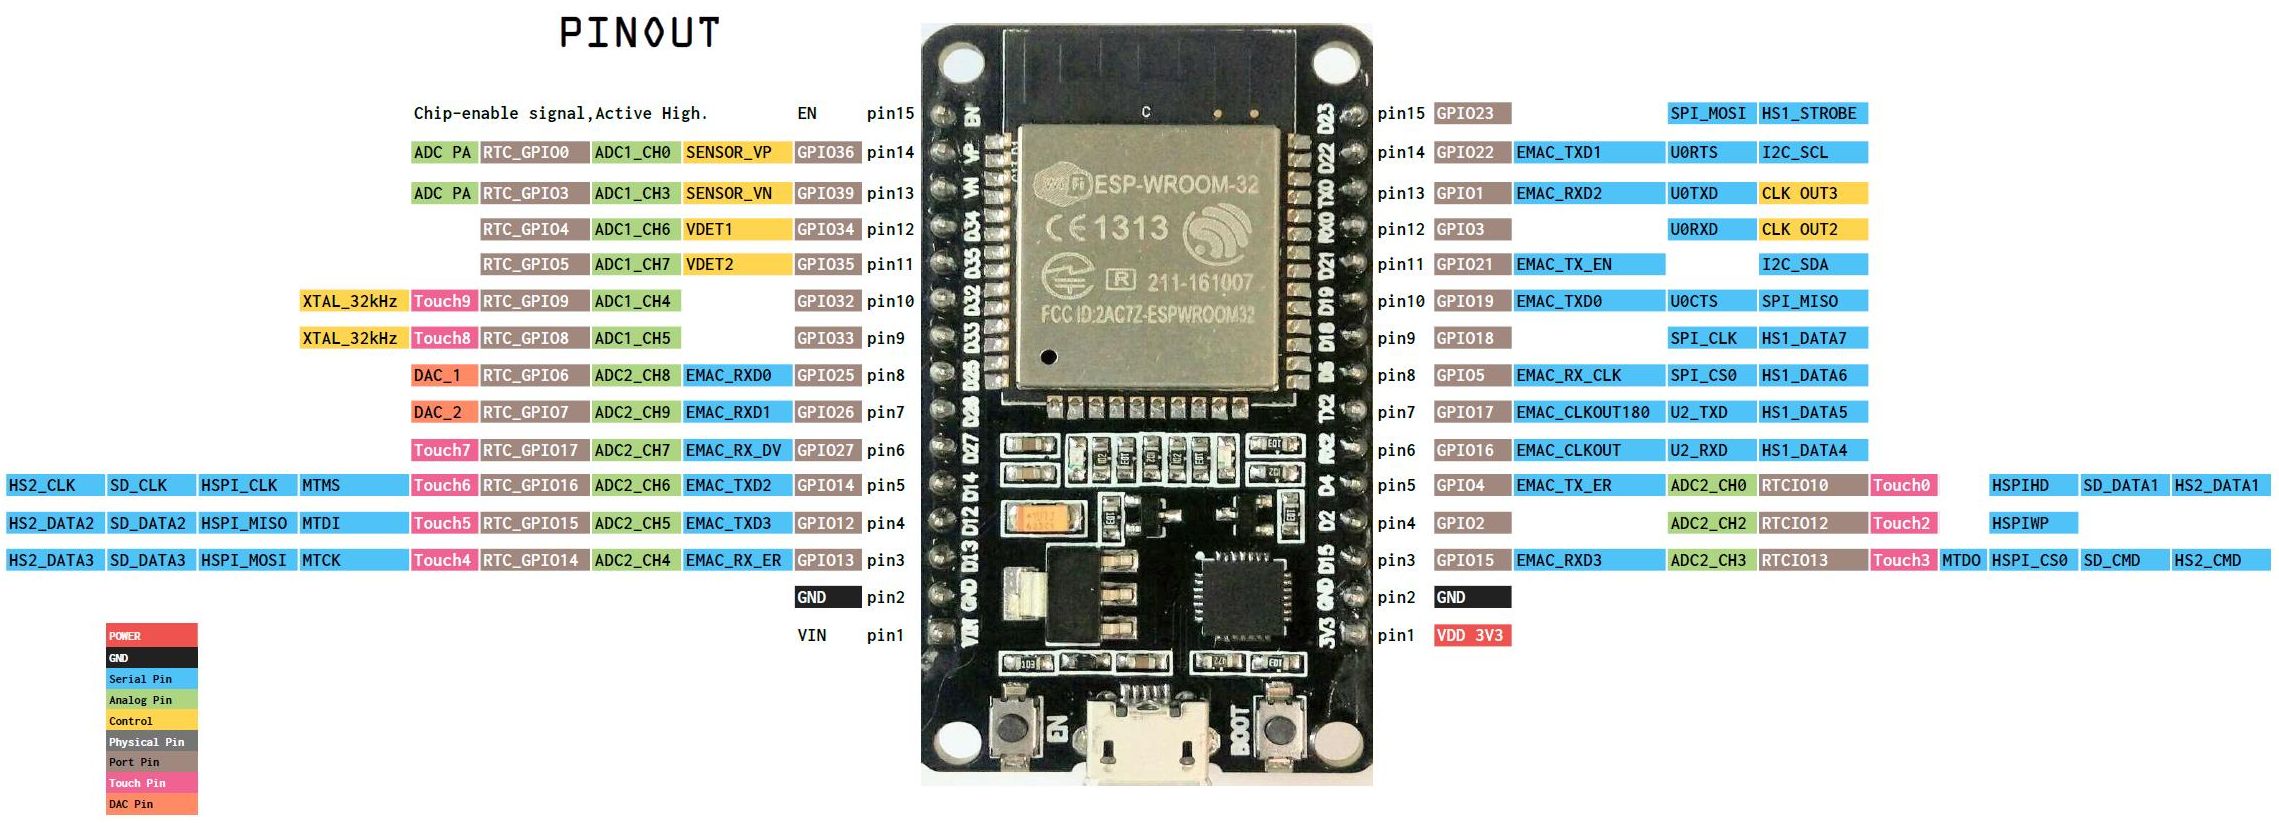 PINOUT
Chip-enable signal,Active High. EN pin15
ADC PA RTC_GPIO0 ADC1_CH0 SENSOR_VP GPIO36 pin14
ADC PA RTC_GPIO3 ADC1_CH3 SENSOR_VN GPIO39 pin13
RTC_GPIO4 ADC1_CH6 VDET1 GPIO34 pin12
RTC_GPIO5 ADC1_CH7 VDET2 GPIO35 pin11
XTAL_32kHz Touch9 RTC_GPIO9 ADC1_CH4 GPIO32 pin10
XTAL_32kHz Touch8 RTC_GPIO8 ADC1_CH5 GPIO33 pin9
DAC_1 RTC_GPIO6 ADC2_CH8 EMAC_RXD0 GPIO25 pin8
DAC_2 RTC_GPIO7 ADC2_CH9 EMAC_RXD1 GPIO26 pin7
Touch7 RTC_GPIO17 ADC2_CH7 EMAC_RX_DV GPIO27 pin6
HS2_CLK SD_CLK HSPI_CLK MTMS Touch6 RTC_GPIO16 ADC2_CH6 EMAC_TXD2 GPIO14 pin5
HS2_DATA2 SD_DATA2 HSPI_MISO MTDI Touch5 RTC_GPIO15 ADC2_CH5 EMAC_TXD3 GPIO12 pin4
HS2_DATA3 SD_DATA3 HSPI_MOSI MTCK Touch4 RTC_GPIO14 ADC2_CH4 EMAC_RX_ER GPIO13 pin3
GND pin2
VIN pin1
POWER
GND
Serial Pin
Analog Pin
Control
Physical Pin
Port Pin
Touch Pin
DAC Pin
EN
VP
VN
D34
D35
D32
D33
D25
D26
D27
D14
D12
D13
GND
VIN
C
WiFi ESP-WROOM-32
CE1313
R 211-161007
FCC ID:2AC7Z-ESPWROOM32
EN
BOOT
D23
D22
TX0
RX0
D21
D19
D18
D5
TX2
RX2
D4
D2
D15
GND
3V3
pin15 GPIO23 SPI_MOSI HS1_STROBE
pin14 GPIO22 EMAC_TXD1 U0RTS I2C_SCL
pin13 GPIO1 EMAC_RXD2 U0TXD CLK OUT3
pin12 GPIO3 U0RXD CLK OUT2
pin11 GPIO21 EMAC_TX_EN I2C_SDA
pin10 GPIO19 EMAC_TXD0 U0CTS SPI_MISO
pin9 GPIO18 SPI_CLK HS1_DATA7
pin8 GPIO5 EMAC_RX_CLK SPI_CS0 HS1_DATA6
pin7 GPIO17 EMAC_CLKOUT180 U2_TXD HS1_DATA5
pin6 GPIO16 EMAC_CLKOUT U2_RXD HS1_DATA4
pin5 GPIO4 EMAC_TX_ER ADC2_CH0 RTCIO10 Touch0 HSPIHD SD_DATA1 HS2_DATA1
pin4 GPIO2 ADC2_CH2 RTCIO12 Touch2 HSPIWP
pin3 GPIO15 EMAC_RXD3 ADC2_CH3 RTCIO13 Touch3 MTDO HSPI_CS0 SD_CMD HS2_CMD
pin2 GND
pin1 VDD 3V3